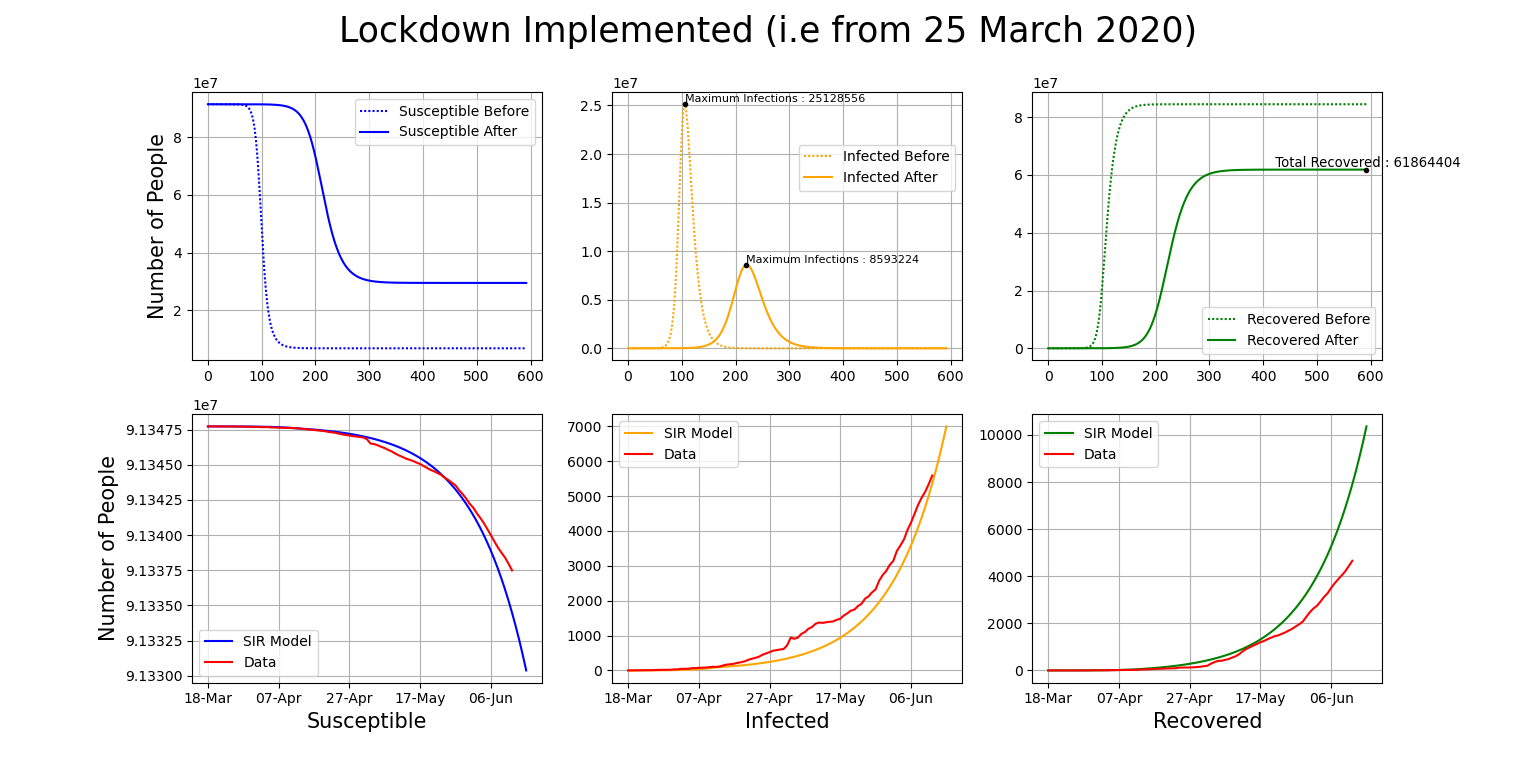 Lockdown Implemented (i.e from 25 March 2020)
1e7
Susceptible Before
Susceptible After
8
6
4
2
Number of People
0 100 200 300 400 500 600
1e7
Maximum Infections : 25128556
Infected Before
Infected After
Maximum Infections : 8593224
2.5
2.0
1.5
1.0
0.5
0.0
0 100 200 300 400 500 600
1e7
Total Recovered : 61864404
Recovered Before
Recovered After
8
6
4
2
0
0 100 200 300 400 500 600
1e7
9.13475
9.13450
9.13425
9.13400
9.13375
9.13350
9.13325
9.13300
Number of People
SIR Model
Data
18-Mar 07-Apr 27-Apr 17-May 06-Jun
Susceptible
SIR Model
Data
7000
6000
5000
4000
3000
2000
1000
0
18-Mar 07-Apr 27-Apr 17-May 06-Jun
Infected
SIR Model
Data
10000
8000
6000
4000
2000
0
18-Mar 07-Apr 27-Apr 17-May 06-Jun
Recovered